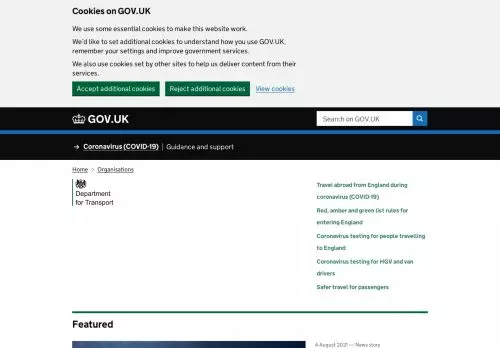 Cookies on GOV.UK
We use some essential cookies to make this website work.
We'd like to set additional cookies to understand how you use GOV.UK,
remember your settings and improve government services.
We also use cookies set by other sites to help us deliver content from their
services.
Accept additional cookies Reject additional cookies View cookies
GOV.UK Search on GOV.UK
→ Coronavirus (COVID-19) | Guidance and support
Home > Organisations
Department
for Transport
Travel abroad from England during
coronavirus (COVID-19)
Red, amber and green list rules for
entering England
Coronavirus testing for people travelling
to England
Coronavirus testing for HGV and van
drivers
Safer travel for passengers
Featured
4 August 2021 — News story